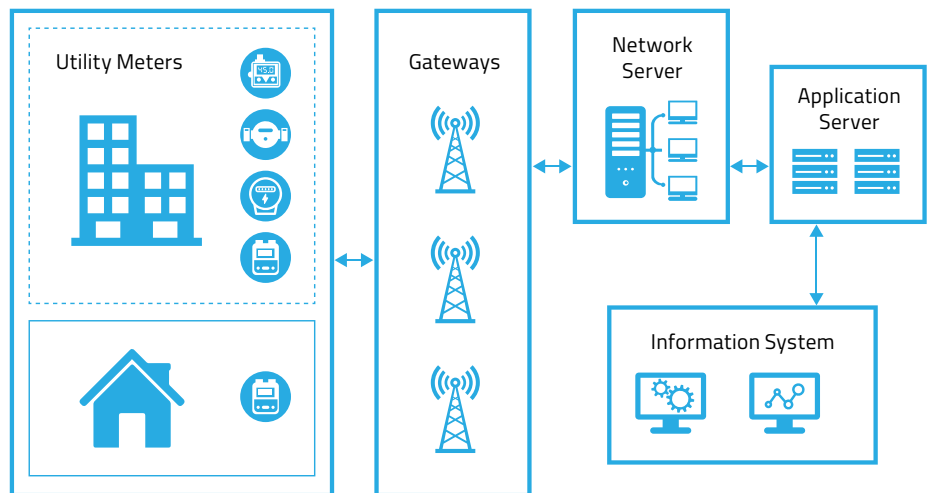 Utility Meters
Gateways
Network
Server
Application
Server
Information System